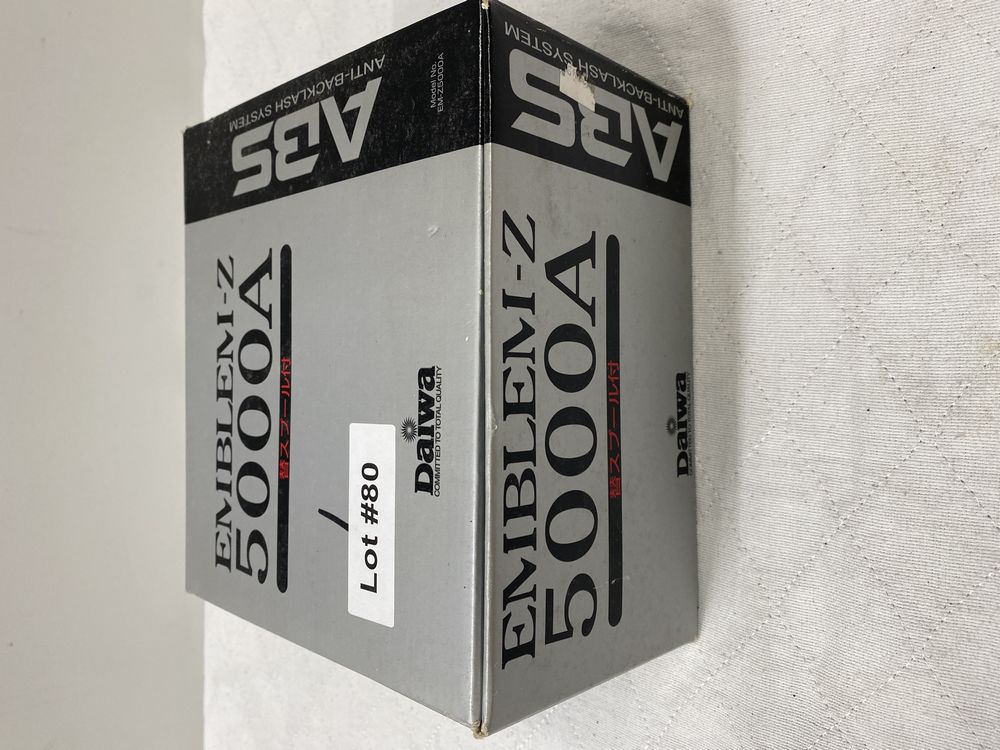 ABS
ANTI-BACKLASH SYSTEM
Model No.
EM-Z5000A
EMBLEM-Z
5000A
替スプール付
Lot #80
Daiwa
COMMITTED TO TOTAL QUALITY
ABS
ANTI-BACKLASH SYSTEM
EMBLEM-Z
5000A
替スプール付
Daiwa